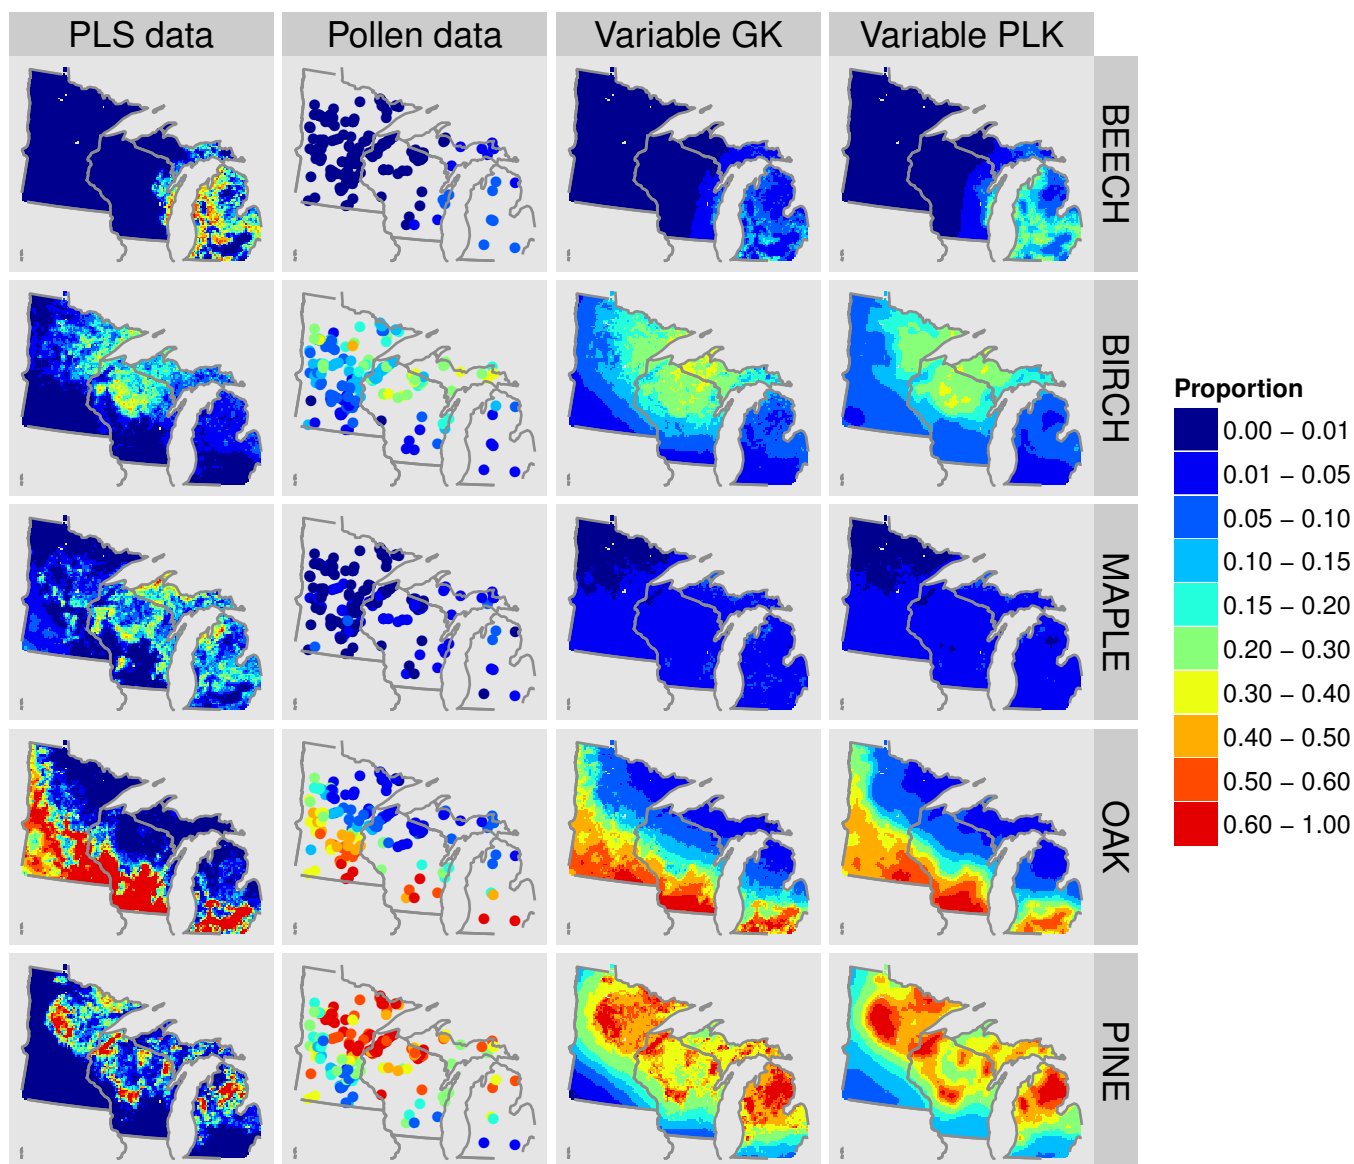 PLS data
Pollen data
Variable GK
Variable PLK
BEECH
BIRCH
MAPLE
OAK
PINE
Proportion
0.00 – 0.01
0.01 – 0.05
0.05 – 0.10
0.10 – 0.15
0.15 – 0.20
0.20 – 0.30
0.30 – 0.40
0.40 – 0.50
0.50 – 0.60
0.60 – 1.00